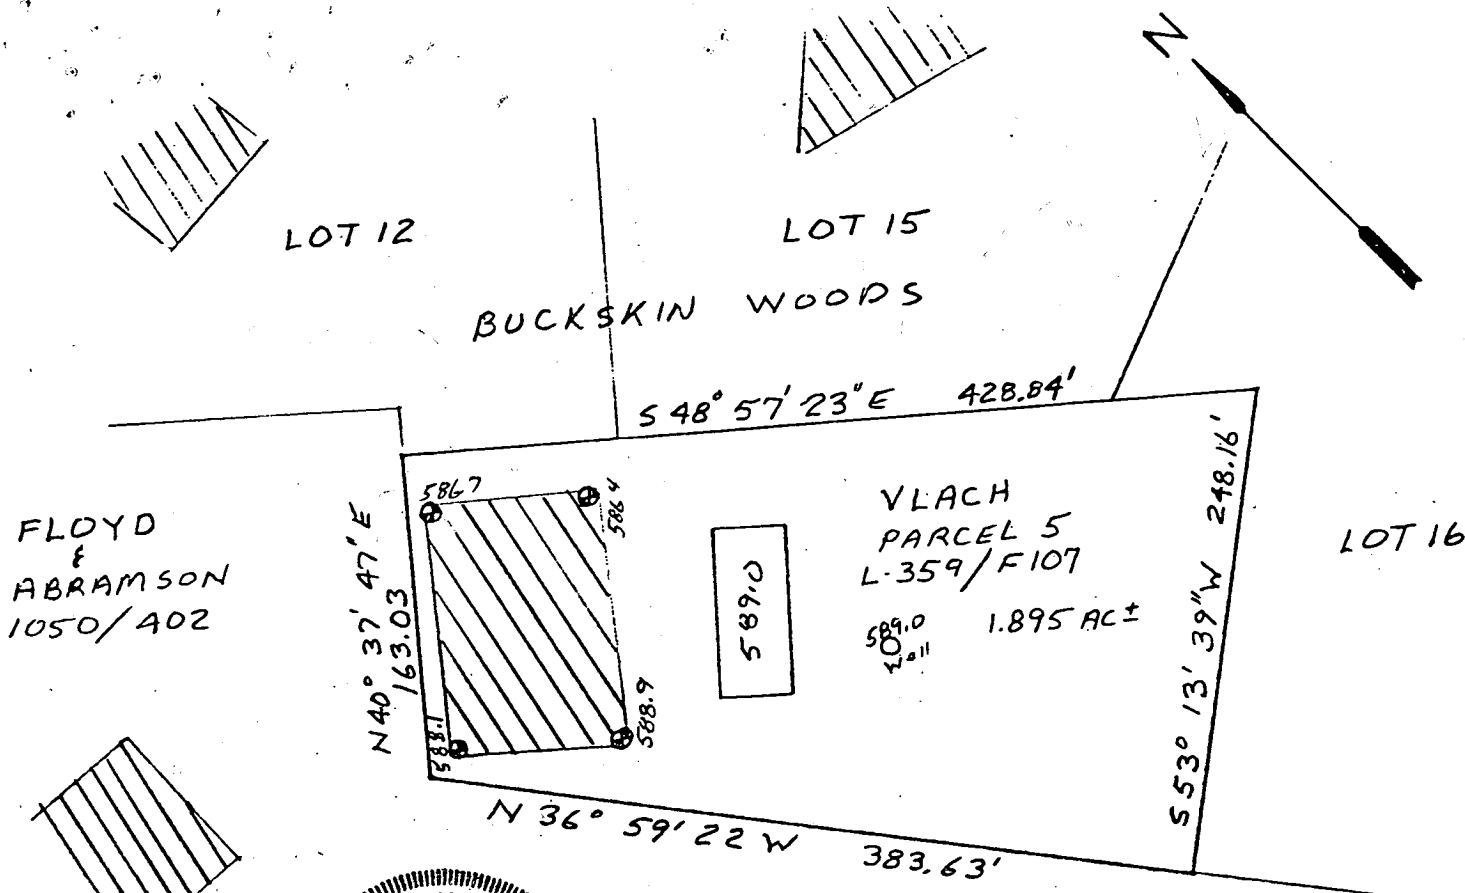 N
LOT 12
LOT 15
BUCKSKIN WOODS
S 48° 57' 23" E 428.84'
586.7
586.4
FLOYD
&
ABRAMSON
1050/402
N 40° 37' 47" E
163.03
589.0
VLACH
PARCEL 5
L-359/F107
1.895 AC ±
589.0
Well
S 53° 13' 39" W 248.16'
LOT 16
588.1
588.9
N 36° 59' 22 W 383.63'